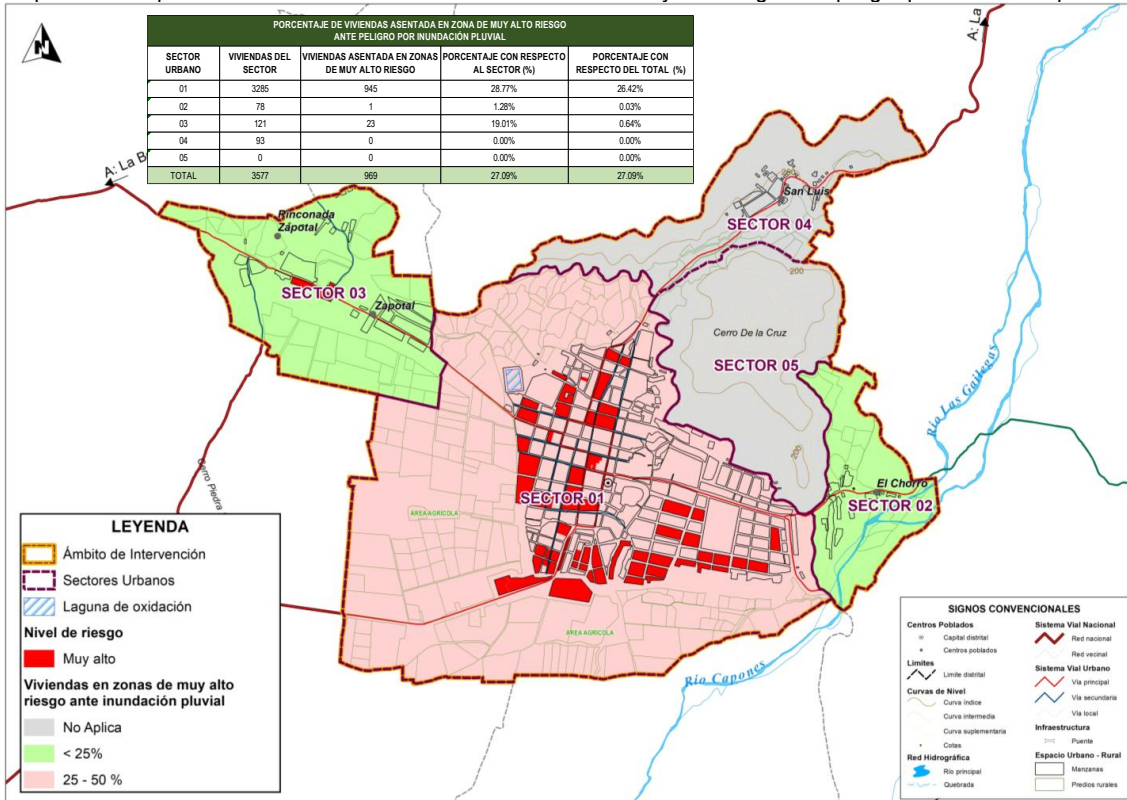 PORCENTAJE DE VIVIENDAS ASENTADA EN ZONA DE MUY ALTO RIESGO
ANTE PELIGRO POR INUNDACIÓN PLUVIAL
SECTOR URBANO VIVIENDAS DEL SECTOR VIVIENDAS ASENTADA EN ZONAS DE MUY ALTO RIESGO PORCENTAJE CON RESPECTO AL SECTOR (%) PORCENTAJE CON RESPECTO DEL TOTAL (%)
01 3285 945 28.77% 26.42%
02 78 1 1.28% 0.03%
03 121 23 19.01% 0.64%
04 93 0 0.00% 0.00%
05 0 0 0.00% 0.00%
TOTAL 3577 969 27.09% 27.09%
N
A: La B
A: La
Rinconada
Zapotal
SECTOR 03
Zapotal
San Luis
SECTOR 04
200
Cerro De la Cruz
SECTOR 05
200
Río Las Gallegas
El Chorro
SECTOR 02
SECTOR 01
Cerro Piedra
AREA AGRICOLA
AREA AGRICOLA
Río Capones
LEYENDA
Ámbito de Intervención
Sectores Urbanos
Laguna de oxidación
Nivel de riesgo
Muy alto
Viviendas en zonas de muy alto
riesgo ante inundación pluvial
No Aplica
< 25%
25 - 50 %
SIGNOS CONVENCIONALES
Centros Poblados
Capital distrital
Centros poblados
Limites
Limite distrital
Curvas de Nivel
Curva índice
Curva intermedia
Curva suplementaria
Cotas
Red Hidrográfica
Río principal
Quebrada
Sistema Vial Nacional
Red nacional
Red vecinal
Sistema Vial Urbano
Vía principal
Vía secundaria
Vía local
Infraestructura
Puente
Espacio Urbano - Rural
Manzanas
Predios rurales